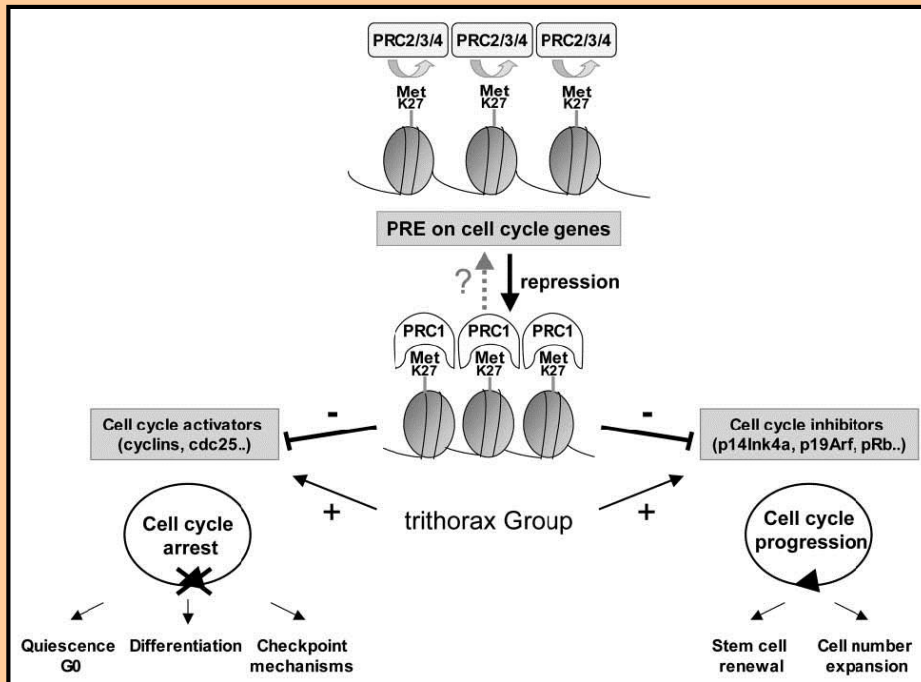 PRC2/3/4 PRC2/3/4 PRC2/3/4
Met Met Met
K27 K27 K27
PRE on cell cycle genes
? repression
PRC1 PRC1 PRC1
Met Met Met
K27 K27 K27
- -
Cell cycle activators
(cyclins, cdc25..)
Cell cycle inhibitors
(p14Ink4a, p19Arf, pRb..)
+ trithorax Group +
Cell cycle
arrest
Cell cycle
progression
Quiescence
G0
Differentiation
Checkpoint
mechanisms
Stem cell
renewal
Cell number
expansion